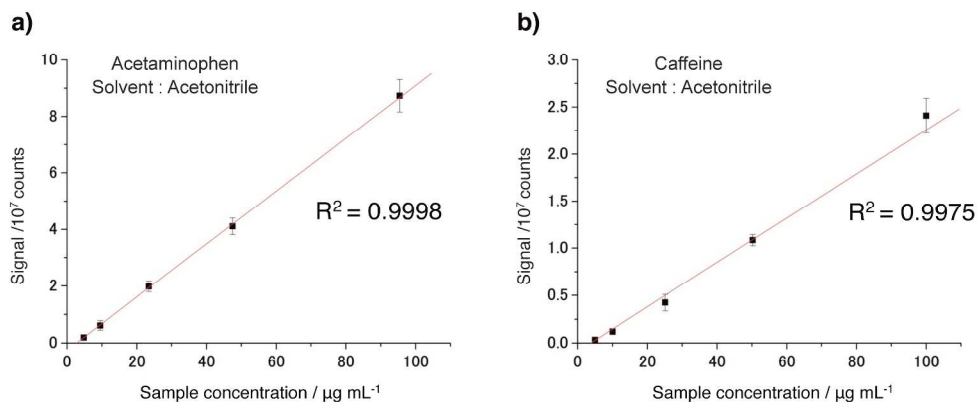 a)
Acetaminophen
Solvent : Acetonitrile
R² = 0.9998
Signal /10⁷ counts
10
8
6
4
2
0
0 20 40 60 80 100
Sample concentration / μg mL⁻¹
b)
Caffeine
Solvent : Acetonitrile
R² = 0.9975
Signal /10⁷ counts
3.0
2.5
2.0
1.5
1.0
0.5
0.0
0 20 40 60 80 100
Sample concentration / μg mL⁻¹